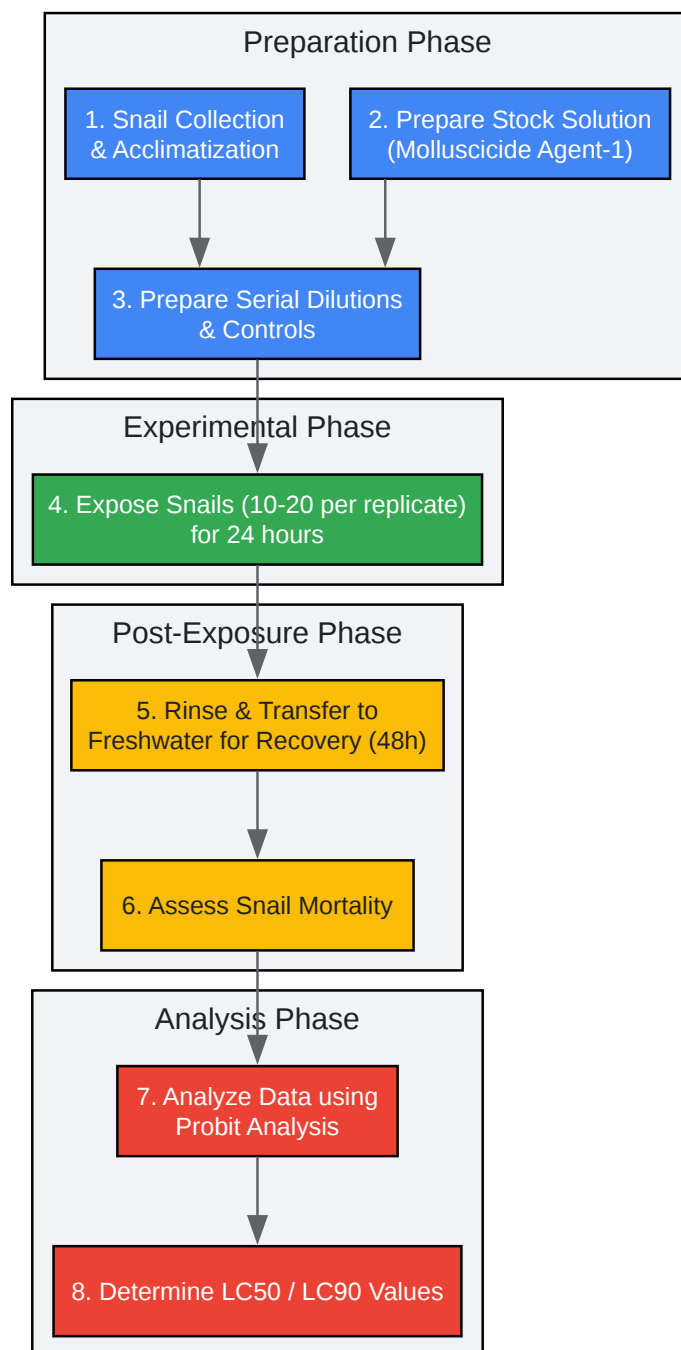 Preparation Phase
1. Snail Collection
& Acclimatization
2. Prepare Stock Solution
(Molluscicide Agent-1)
3. Prepare Serial Dilutions
& Controls
Experimental Phase
4. Expose Snails (10-20 per replicate)
for 24 hours
Post-Exposure Phase
5. Rinse & Transfer to
Freshwater for Recovery (48h)
6. Assess Snail Mortality
Analysis Phase
7. Analyze Data using
Probit Analysis
8. Determine LC50 / LC90 Values